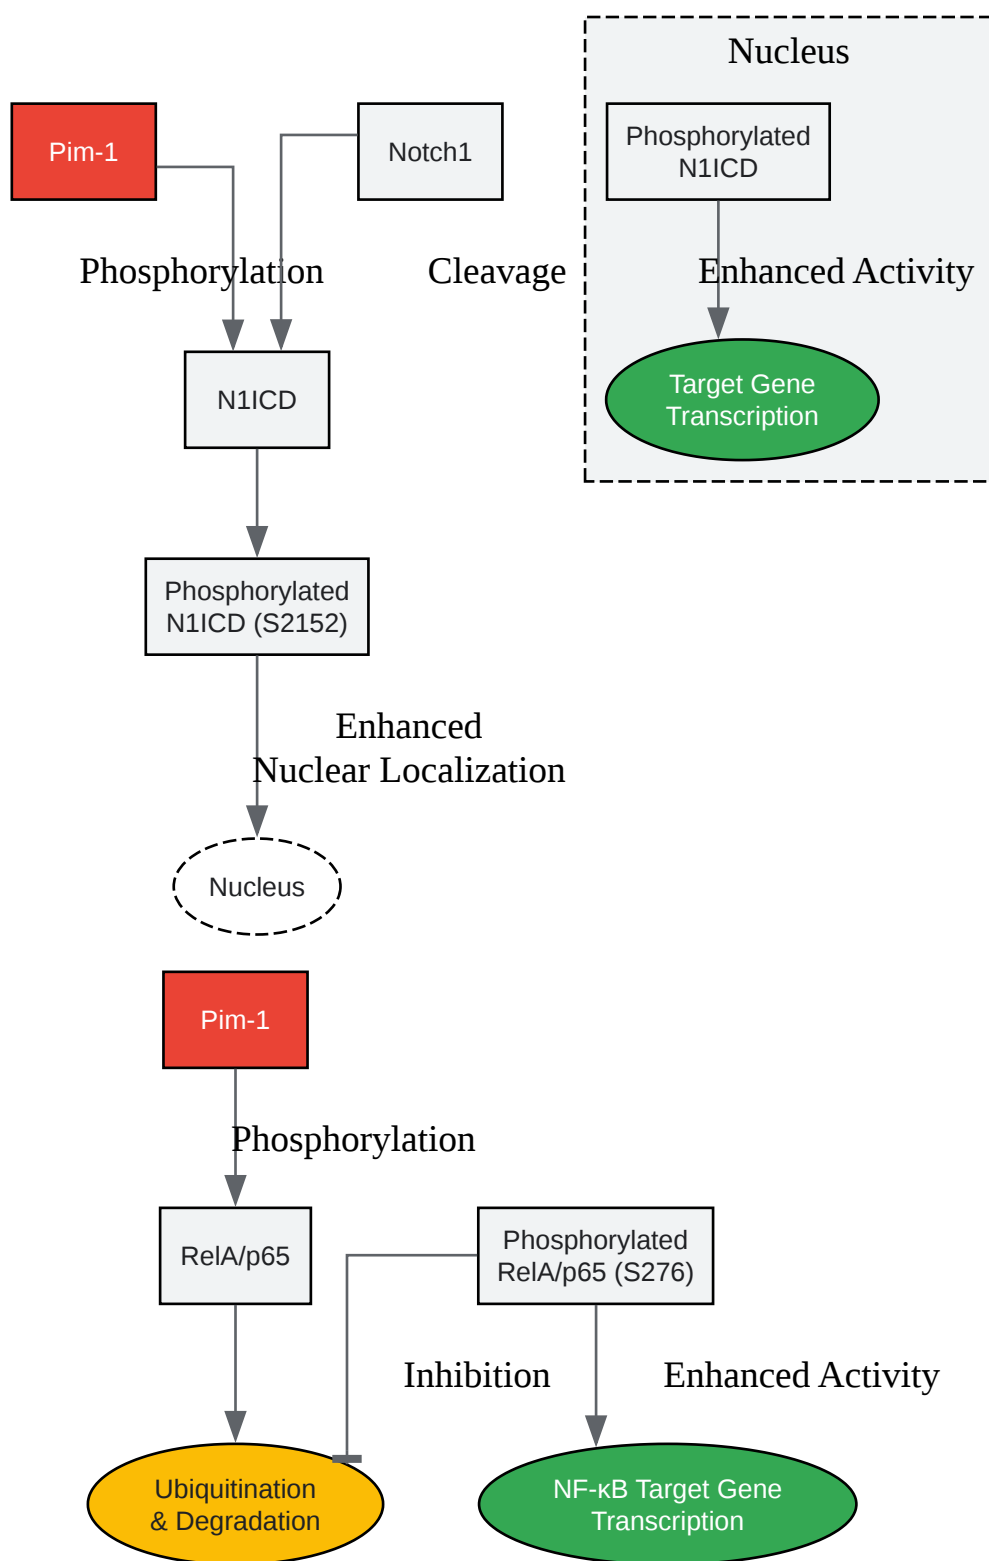 Nucleus
Pim-1
Notch1
Phosphorylated
N1ICD
Phosphorylation
Cleavage
Enhanced Activity
N1ICD
Target Gene
Transcription
Phosphorylated
N1ICD (S2152)
Enhanced
Nuclear Localization
Nucleus
Pim-1
Phosphorylation
RelA/p65
Phosphorylated
RelA/p65 (S276)
Inhibition
Enhanced Activity
Ubiquitination
& Degradation
NF-κB Target Gene
Transcription